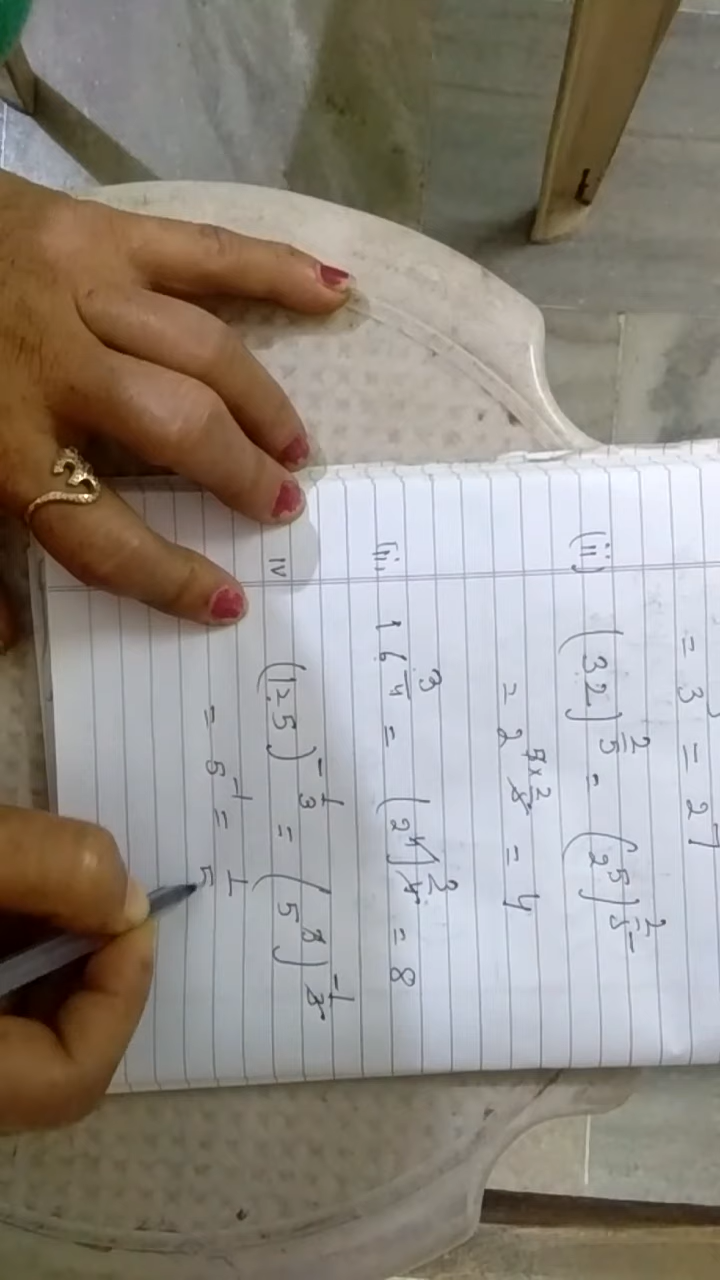 = 3 = 27
(ii) (32)^{2/5} = (2^5)^{2/5}
= 2^{5×2/5} = 4
(iii) 16^{3/4} = (2^4)^{3/4} = 8
iv (125)^{-1/3} = (5^3)^{-1/3}
= 5^{-1} = 1/5